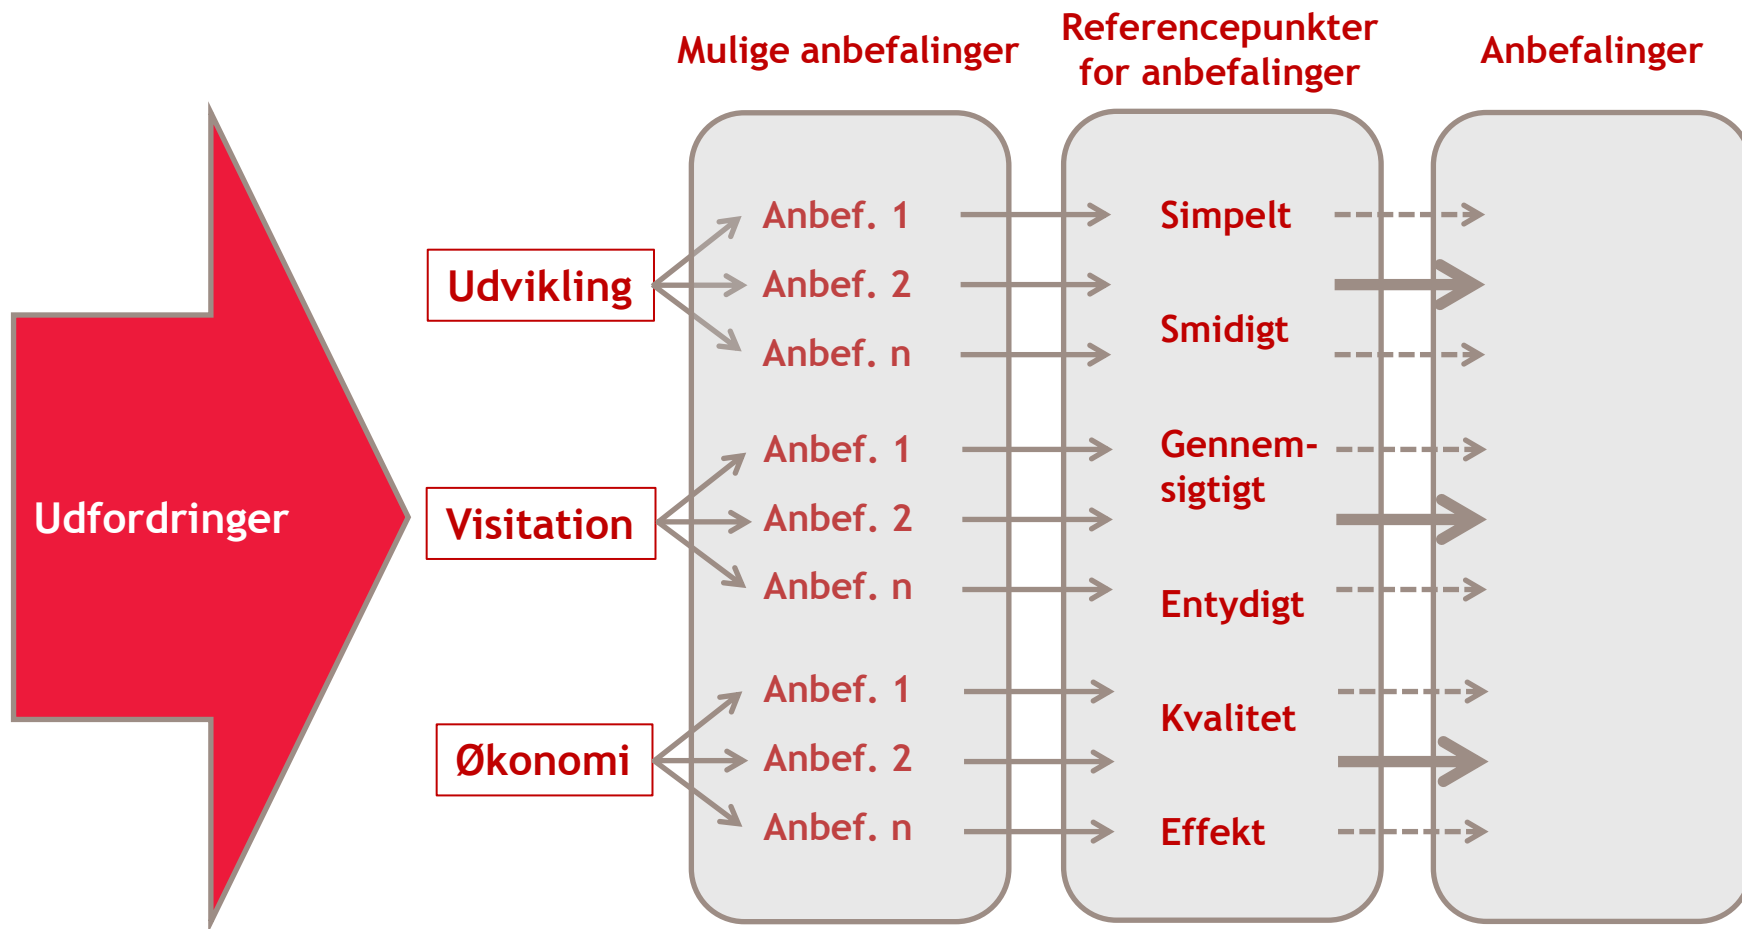 Mulige anbefalinger
Referencepunkter
for anbefalinger
Anbefalinger
Udfordringer
Udvikling
Anbef. 1
Anbef. 2
Anbef. n
Visitation
Anbef. 1
Anbef. 2
Anbef. n
Økonomi
Anbef. 1
Anbef. 2
Anbef. n
Simpelt
Smidigt
Gennem-
sigtigt
Entydigt
Kvalitet
Effekt